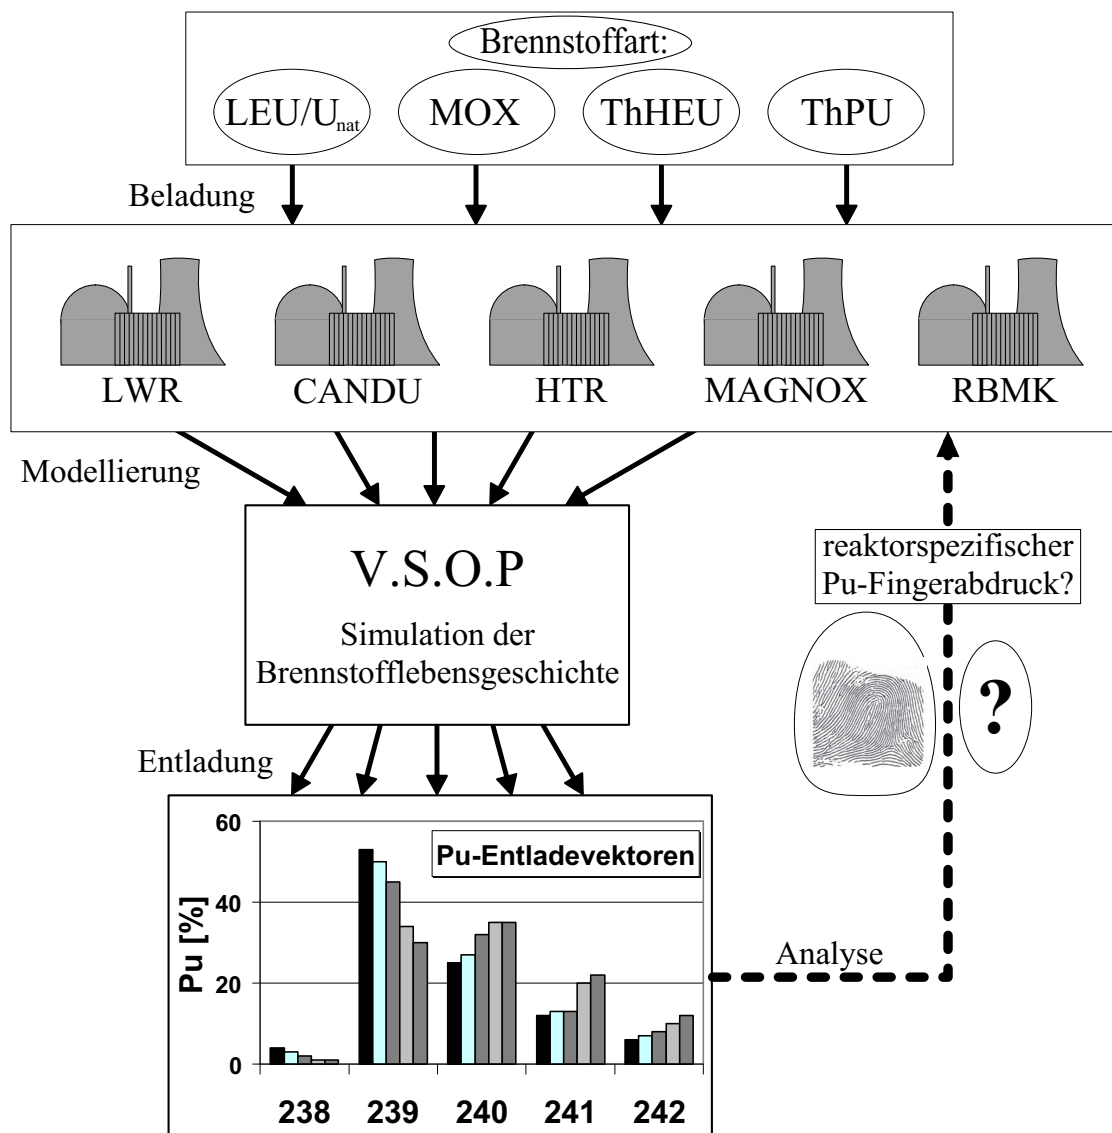 Brennstoffart:
LEU/Unat
MOX
ThHEU
ThPU
Beladung
LWR
CANDU
HTR
MAGNOX
RBMK
Modellierung
V.S.O.P
Simulation der
Brennstofflebensgeschichte
reaktorspezifischer
Pu-Fingerabdruck?
?
Entladung
Pu-Entladevektoren
Pu [%]
60
40
20
0
238
239
240
241
242
Analyse